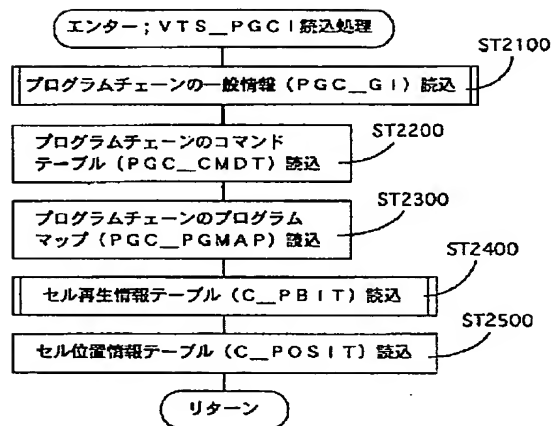 エンター；ＶＴＳ＿ＰＧＣＩ読込処理
ST2100
プログラムチェーンの一般情報（ＰＧＣ＿ＧＩ）読込
ST2200
プログラムチェーンのコマンド
テーブル（ＰＧＣ＿ＣＭＤＴ）読込
ST2300
プログラムチェーンのプログラム
マップ（ＰＧＣ＿ＰＧＭＡＰ）読込
ST2400
セル再生情報テーブル（Ｃ＿ＰＢＩＴ）読込
ST2500
セル位置情報テーブル（Ｃ＿ＰＯＳＩＴ）読込
リターン